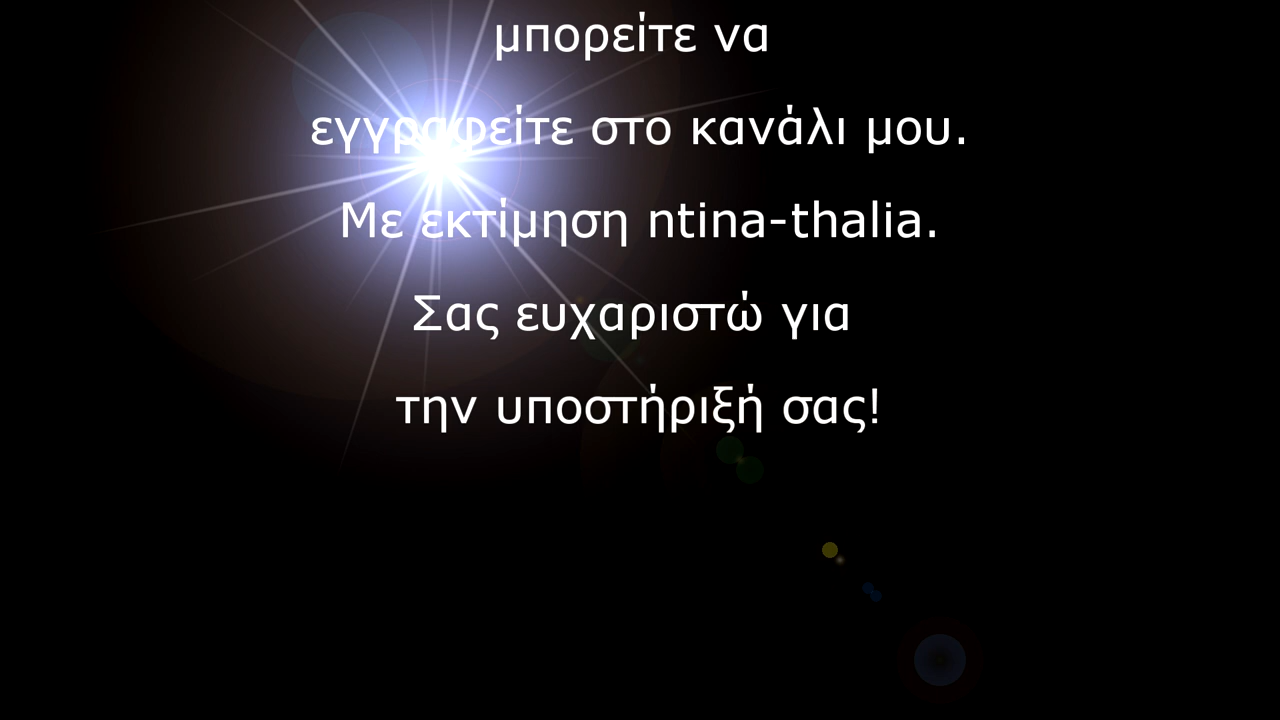 μπορείτε να
εγγραφείτε στο κανάλι μου.
Με εκτίμηση ntina-thalia.
Σας ευχαριστώ για
την υποστήριξή σας!